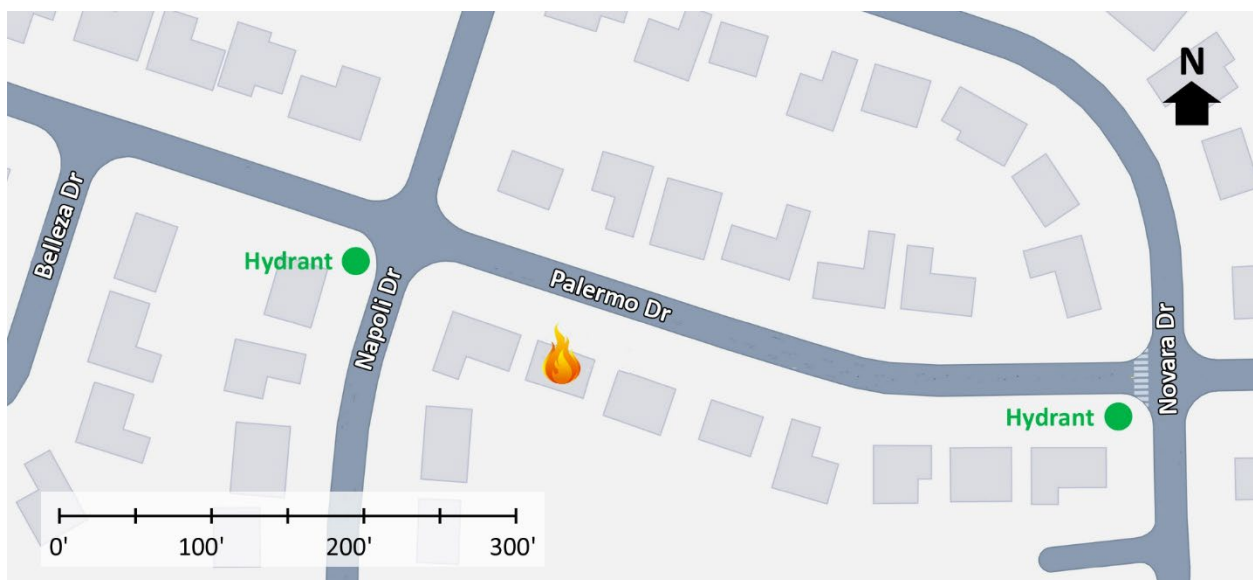 N
Belleza Dr
Hydrant
Napoli Dr
Palermo Dr
Novara Dr
Hydrant
0' 100' 200' 300'